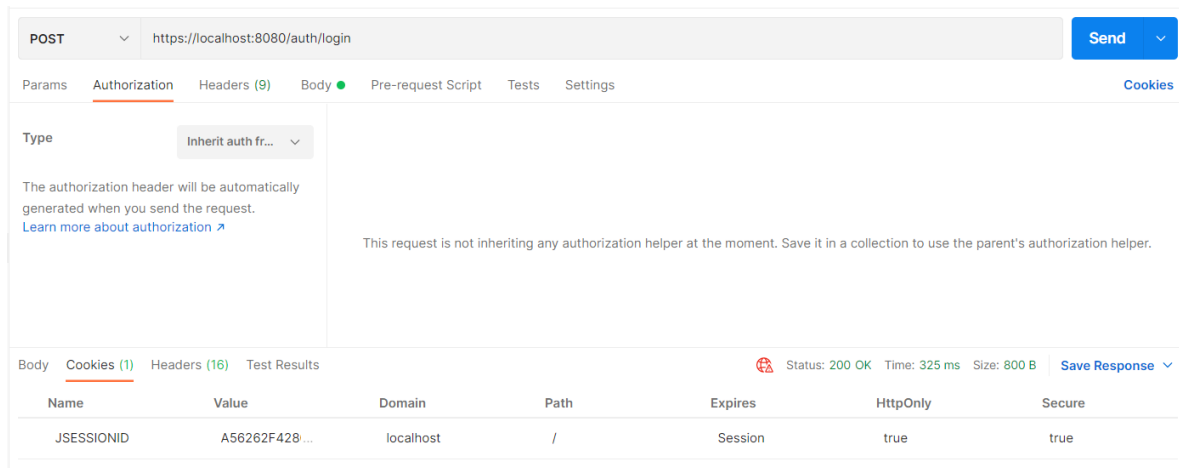 POST https://localhost:8080/auth/login Send
Params Authorization Headers (9) Body Pre-request Script Tests Settings Cookies
Type Inherit auth fr...
The authorization header will be automatically
generated when you send the request.
Learn more about authorization ↗
This request is not inheriting any authorization helper at the moment. Save it in a collection to use the parent's authorization helper.
Body Cookies (1) Headers (16) Test Results Status: 200 OK Time: 325 ms Size: 800 B Save Response
Name Value Domain Path Expires HttpOnly Secure
JSESSIONID A56262F428... localhost / Session true true